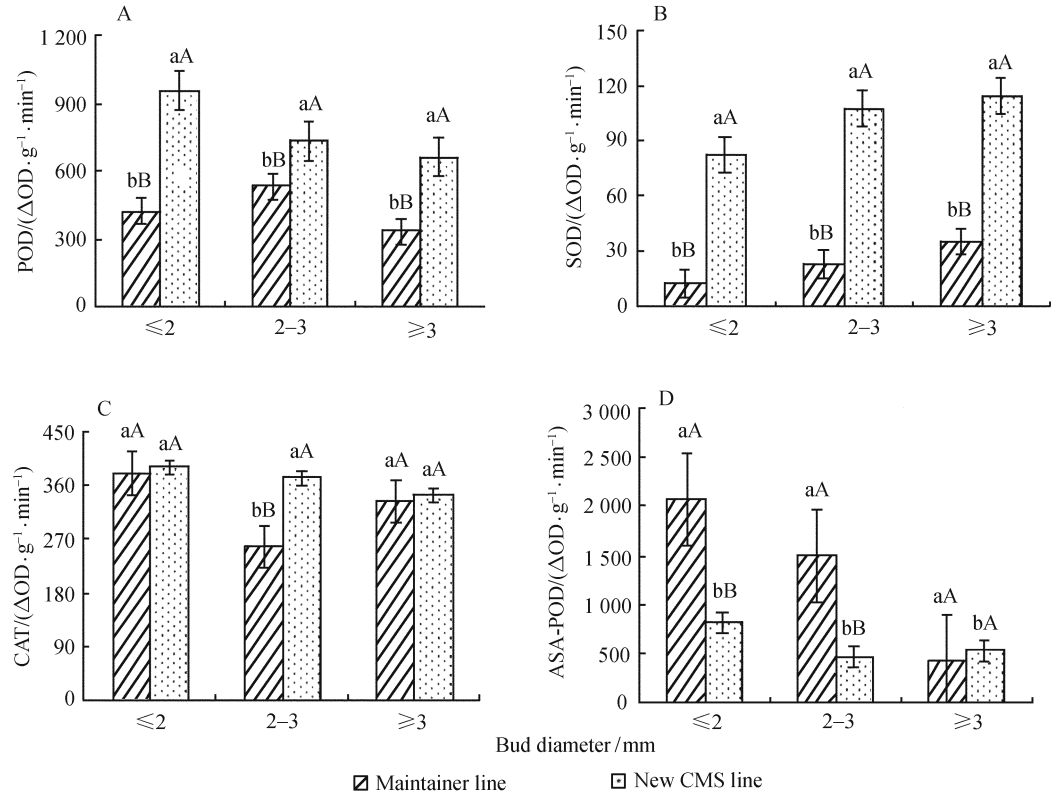 A
POD/(ΔOD·g⁻¹·min⁻¹)
1 200
900
600
300
0
bB
aA
bB
aA
bB
aA
≤2
2–3
≥3
B
SOD/(ΔOD·g⁻¹·min⁻¹)
150
120
90
60
30
0
bB
aA
bB
aA
bB
aA
≤2
2–3
≥3
C
CAT/(ΔOD·g⁻¹·min⁻¹)
450
360
270
180
90
0
aA
aA
bB
aA
aA
aA
≤2
2–3
≥3
D
ASA-POD/(ΔOD·g⁻¹·min⁻¹)
3 000
2 500
2 000
1 500
1 000
500
0
aA
bB
aA
bB
aA
bA
≤2
2–3
≥3
Bud diameter/mm
Maintainer line
New CMS line